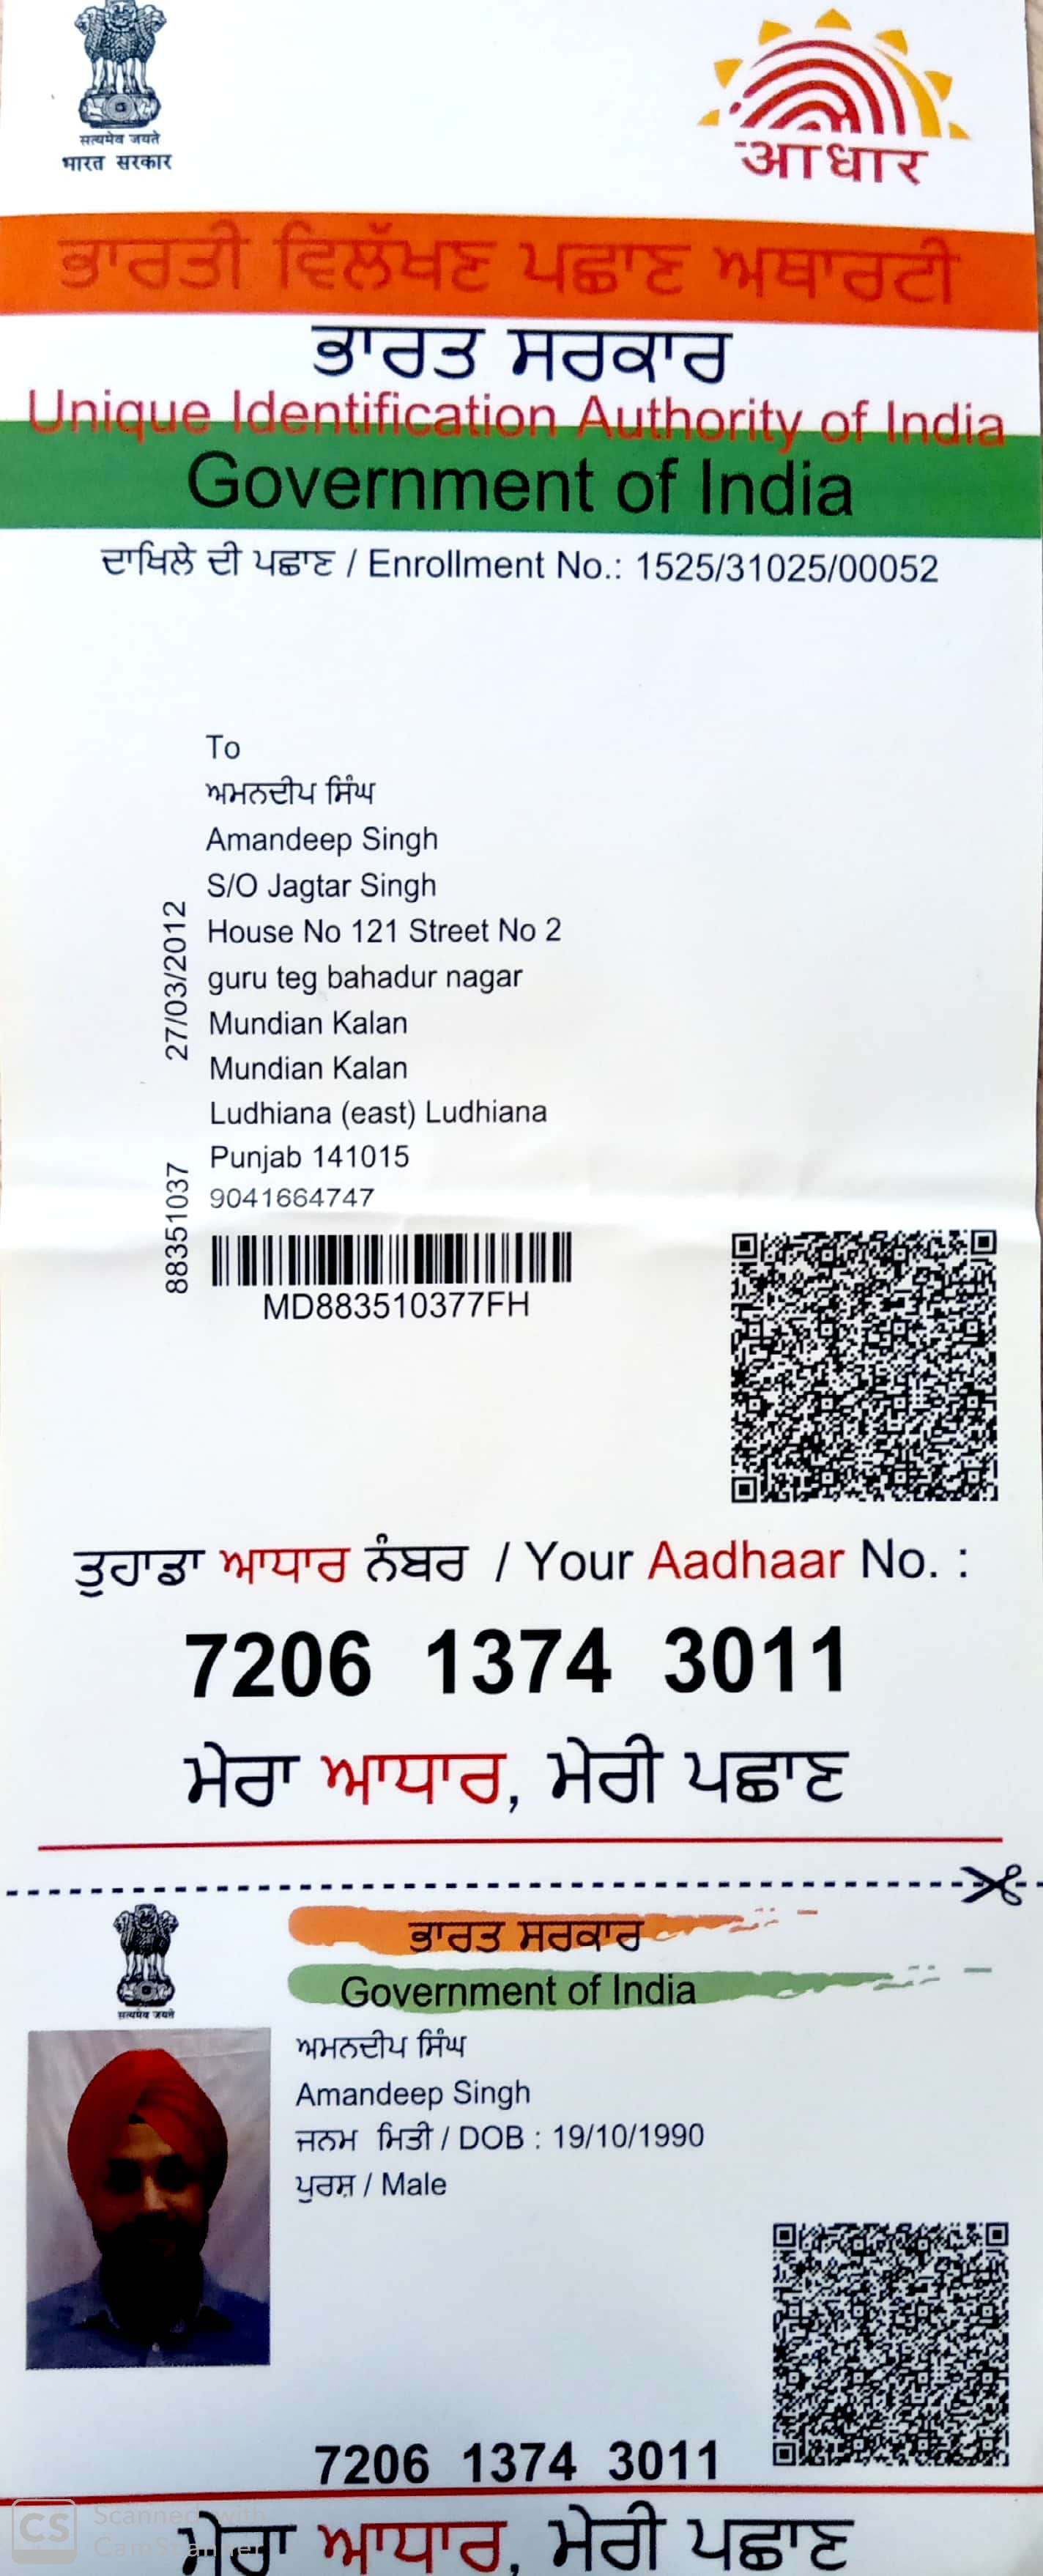 सत्यमेव जयते
भारत सरकार
आधार
ਭਾਰਤੀ ਵਿਲੱਖਣ ਪਛਾਣ ਅਥਾਰਟੀ
ਭਾਰਤ ਸਰਕਾਰ
Unique Identification Authority of India
Government of India
ਦਾਖਿਲੇ ਦੀ ਪਛਾਣ / Enrollment No.: 1525/31025/00052
To
ਅਮਨਦੀਪ ਸਿੰਘ
Amandeep Singh
S/O Jagtar Singh
House No 121 Street No 2
guru teg bahadur nagar
Mundian Kalan
Mundian Kalan
Ludhiana (east) Ludhiana
Punjab 141015
9041664747
27/03/2012
88351037
MD883510377FH
ਤੁਹਾਡਾ ਆਧਾਰ ਨੰਬਰ / Your Aadhaar No. :
7206 1374 3011
ਮੇਰਾ ਆਧਾਰ, ਮੇਰੀ ਪਛਾਣ
ਭਾਰਤ ਸਰਕਾਰ
Government of India
सत्यमेव जयते
ਅਮਨਦੀਪ ਸਿੰਘ
Amandeep Singh
ਜਨਮ ਮਿਤੀ / DOB : 19/10/1990
ਪੁਰਸ਼ / Male
7206 1374 3011
CS Scanned with
CamScanner
ਮੇਰਾ ਆਧਾਰ, ਮੇਰੀ ਪਛਾਣ